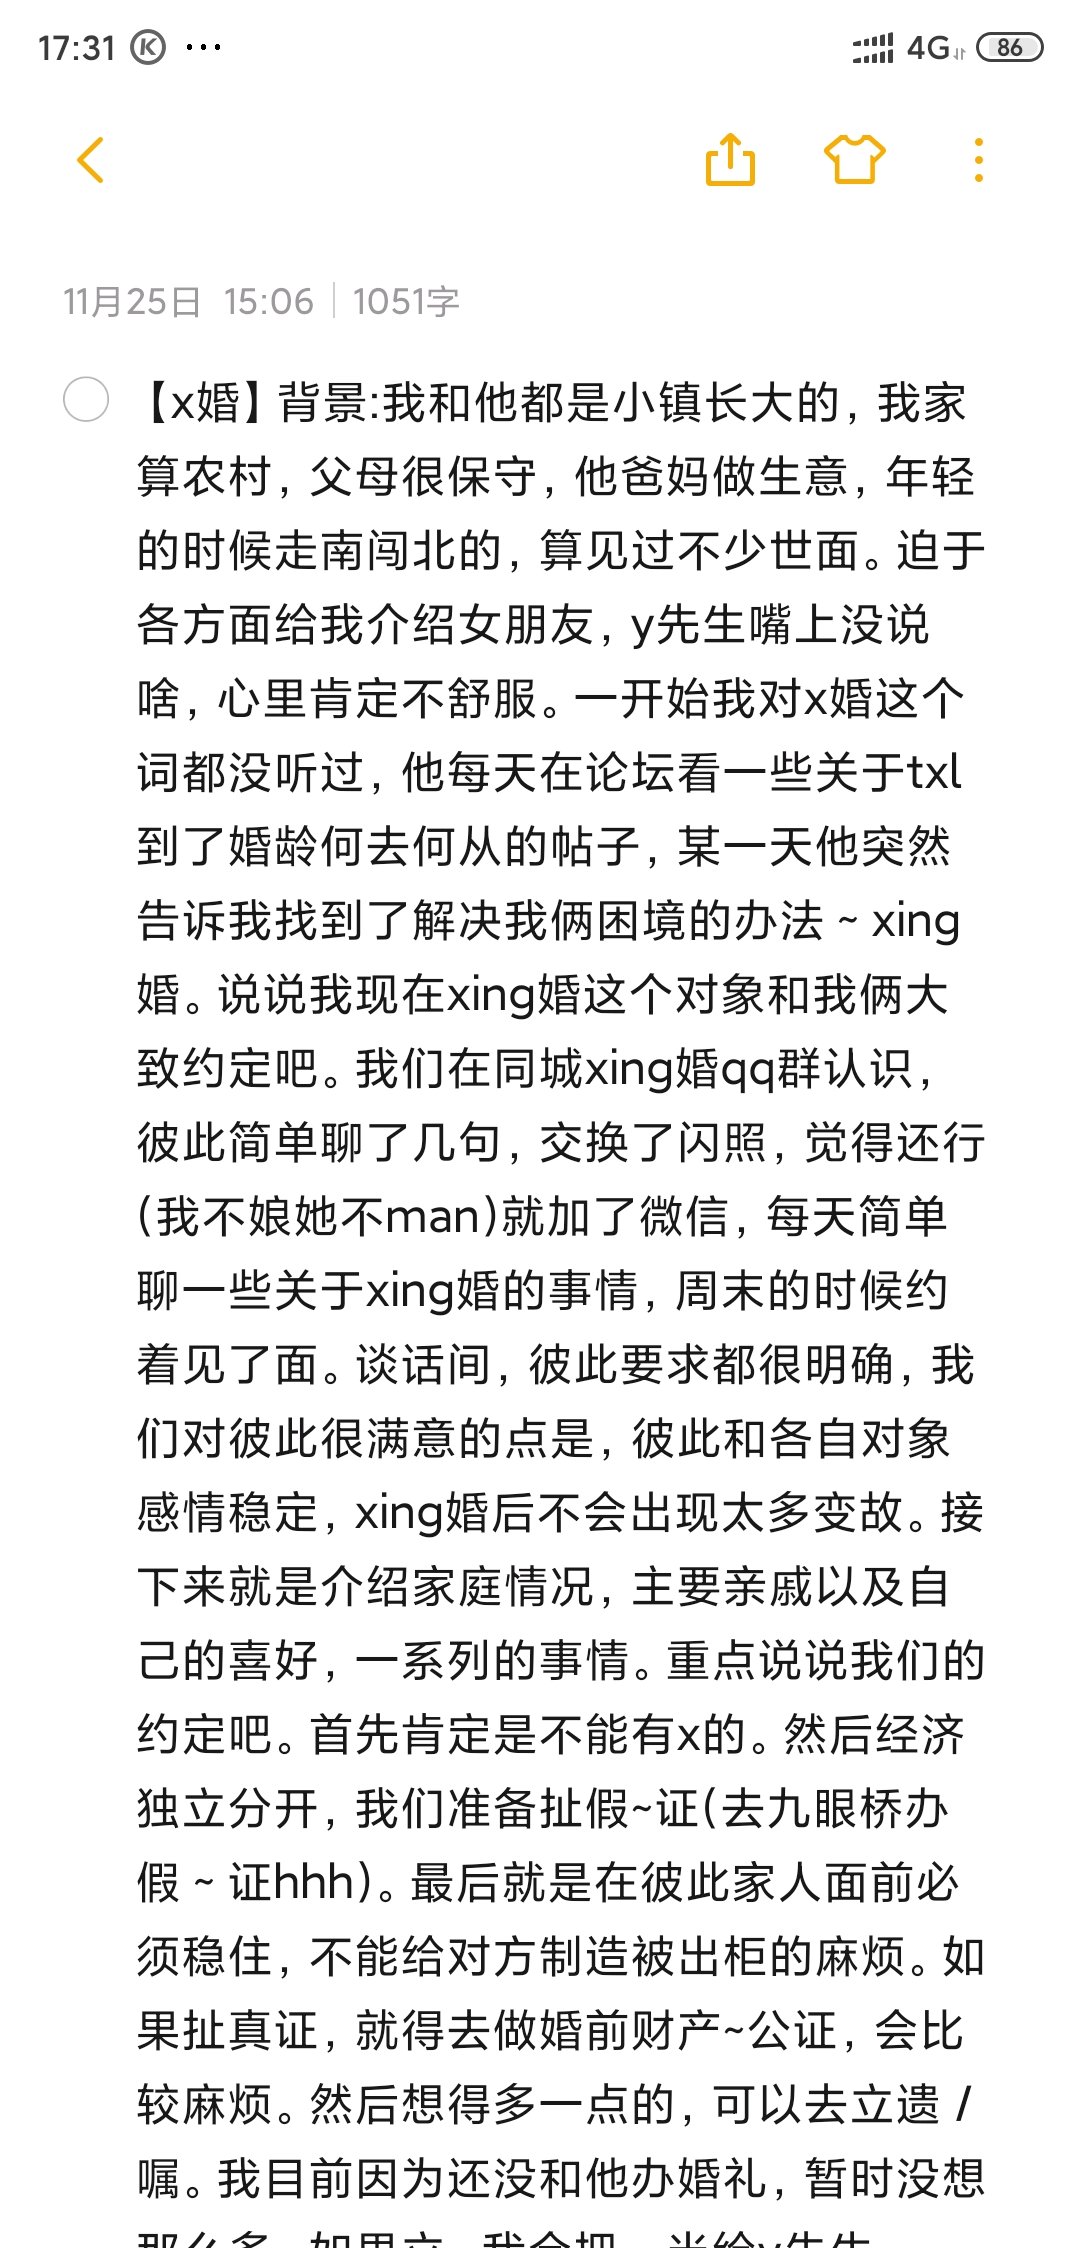 17:31 K ... 4G 86
11月25日 15:06 | 1051字
【x婚】背景:我和他都是小镇长大的，我家
算农村，父母很保守，他爸妈做生意，年轻
的时候走南闯北的，算见过不少世面。迫于
各方面给我介绍女朋友，y先生嘴上没说
啥，心里肯定不舒服。一开始我对x婚这个
词都没听过，他每天在论坛看一些关于txl
到了婚龄何去何从的帖子，某一天他突然
告诉我找到了解决我俩困境的办法～xing
婚。说说我现在xing婚这个对象和我俩大
致约定吧。我们在同城xing婚qq群认识，
彼此简单聊了几句，交换了闪照，觉得还行
(我不娘她不man)就加了微信，每天简单
聊一些关于xing婚的事情，周末的时候约
着见了面。谈话间，彼此要求都很明确，我
们对彼此很满意的点是，彼此和各自对象
感情稳定，xing婚后不会出现太多变故。接
下来就是介绍家庭情况，主要亲戚以及自
己的喜好，一系列的事情。重点说说我们的
约定吧。首先肯定是不能有x的。然后经济
独立分开，我们准备扯假~证(去九眼桥办
假～证hhh)。最后就是在彼此家人面前必
须稳住，不能给对方制造被出柜的麻烦。如
果扯真证，就得去做婚前财产~公证，会比
较麻烦。然后想得多一点的，可以去立遗 /
嘱。我目前因为还没和他办婚礼，暂时没想